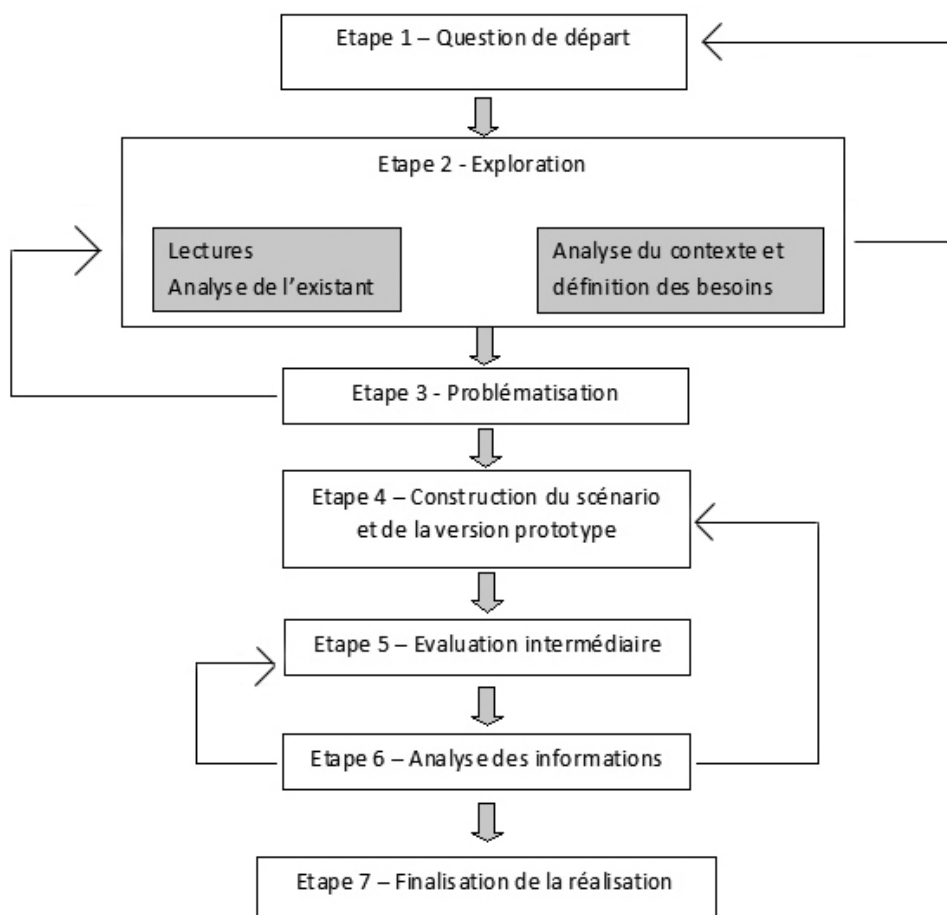 Etape 1 – Question de départ
Etape 2 - Exploration
Lectures
Analyse de l'existant
Analyse du contexte et
définition des besoins
Etape 3 - Problématisation
Etape 4 – Construction du scénario
et de la version prototype
Etape 5 – Evaluation intermédiaire
Etape 6 – Analyse des informations
Etape 7 – Finalisation de la réalisation